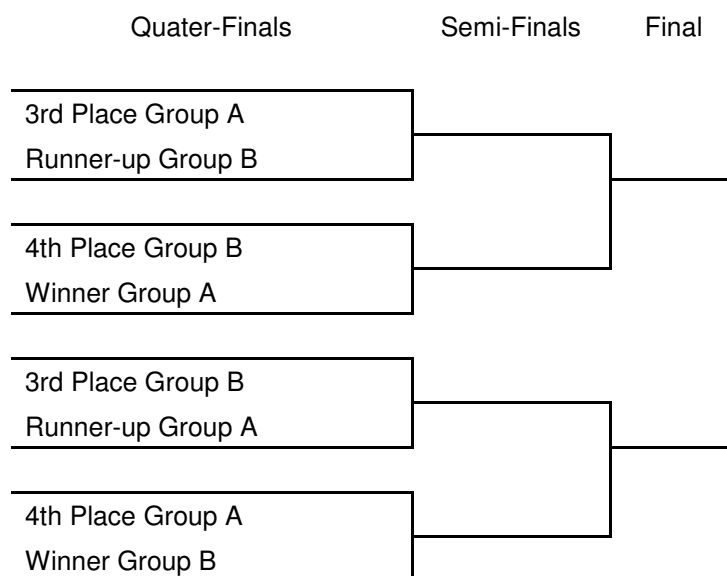 Quater-Finals Semi-Finals Final
3rd Place Group A
Runner-up Group B
4th Place Group B
Winner Group A
3rd Place Group B
Runner-up Group A
4th Place Group A
Winner Group B